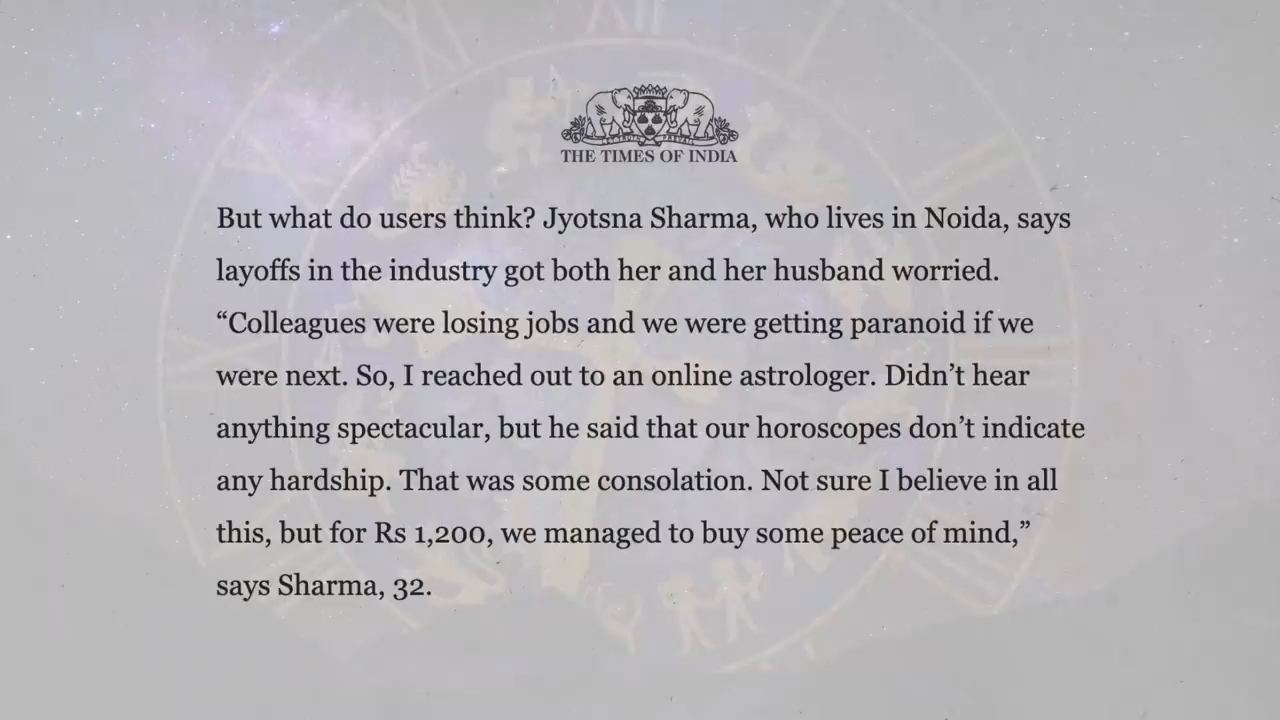 THE TIMES OF INDIA
But what do users think? Jyotsna Sharma, who lives in Noida, says
layoffs in the industry got both her and her husband worried.
“Colleagues were losing jobs and we were getting paranoid if we
were next. So, I reached out to an online astrologer. Didn’t hear
anything spectacular, but he said that our horoscopes don’t indicate
any hardship. That was some consolation. Not sure I believe in all
this, but for Rs 1,200, we managed to buy some peace of mind,”
says Sharma, 32.